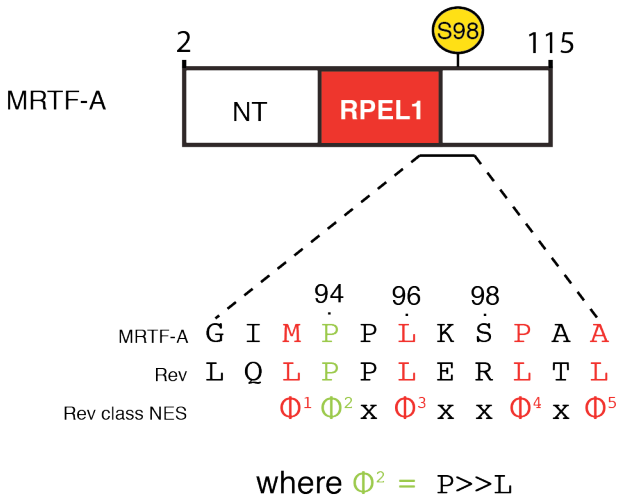 S98
2 115
MRTF-A NT RPEL1
94 96 98
MRTF-A G I M P P L K S P A A
Rev L Q L P P L E R L T L
Rev class NES Φ¹ Φ² x Φ³ x x Φ⁴ x Φ⁵
where Φ² = P>>L